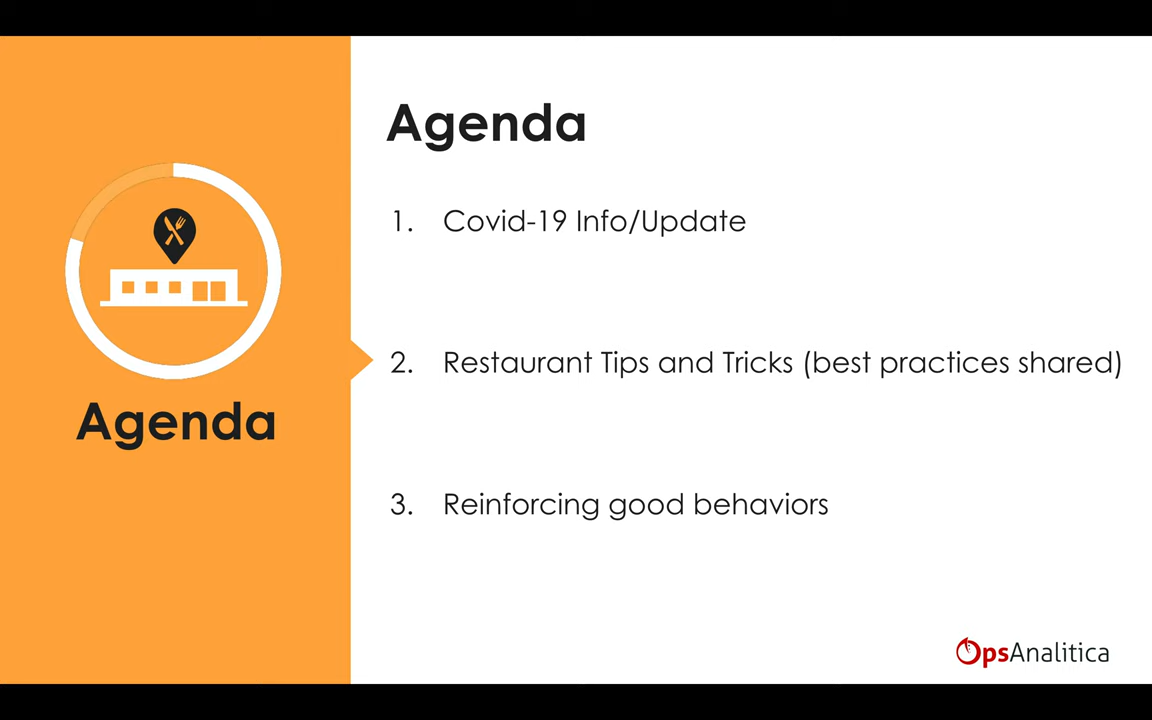 Agenda
Agenda
1. Covid-19 Info/Update
2. Restaurant Tips and Tricks (best practices shared)
3. Reinforcing good behaviors
OpsAnalitica